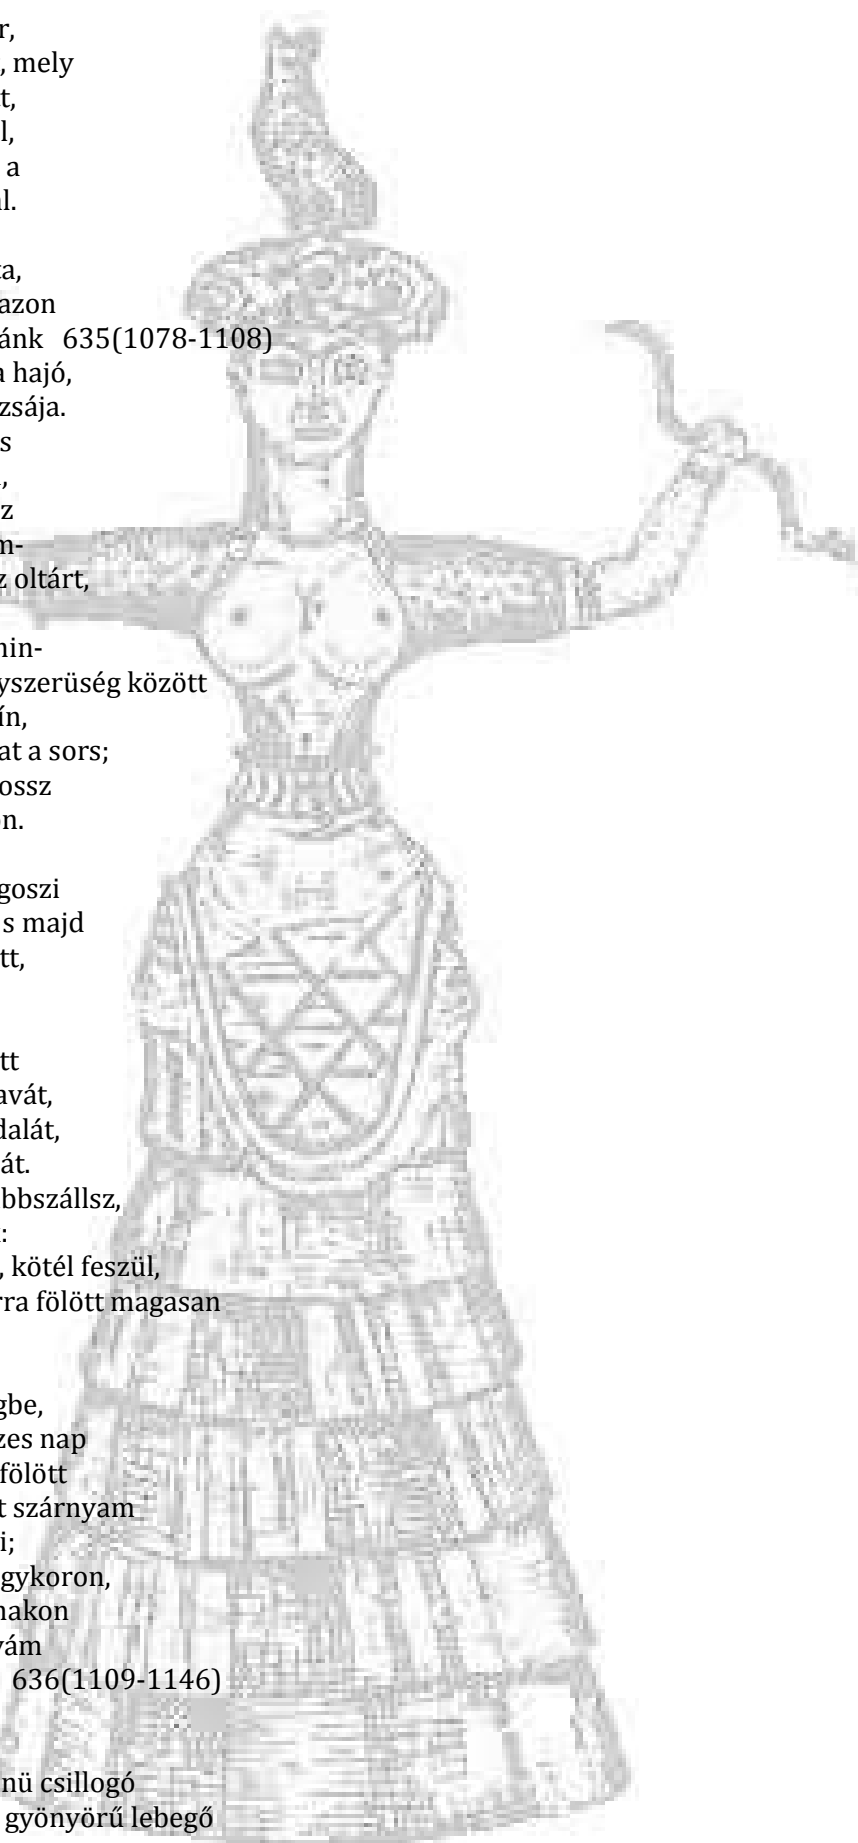 r,
, mely
t,
l,
a
l.
a,
azon
ánk 635(1078-1108)
a hajó,
zsája.
s
,
z
m-
z oltárt,
nin-
yszerüség között
ín,
at a sors;
ossz
n.
goszi
s majd
tt,
tt
avát,
dalát,
át.
bbszállsz,
:
, kötél feszül,
rra fölött magasan
gbe,
zes nap
fölött
t szárnyam
i;
gykoron,
nakon
yám
636(1109-1146)
nü csillogó
gyönyörű lebegő